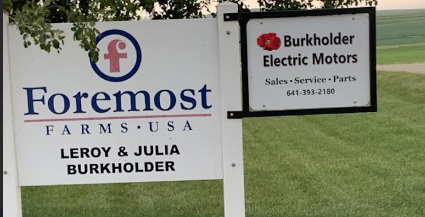 f
Foremost
FARMS • USA
LEROY & JULIA
BURKHOLDER
Burkholder
Electric Motors
Sales • Service • Parts
641-393-2180